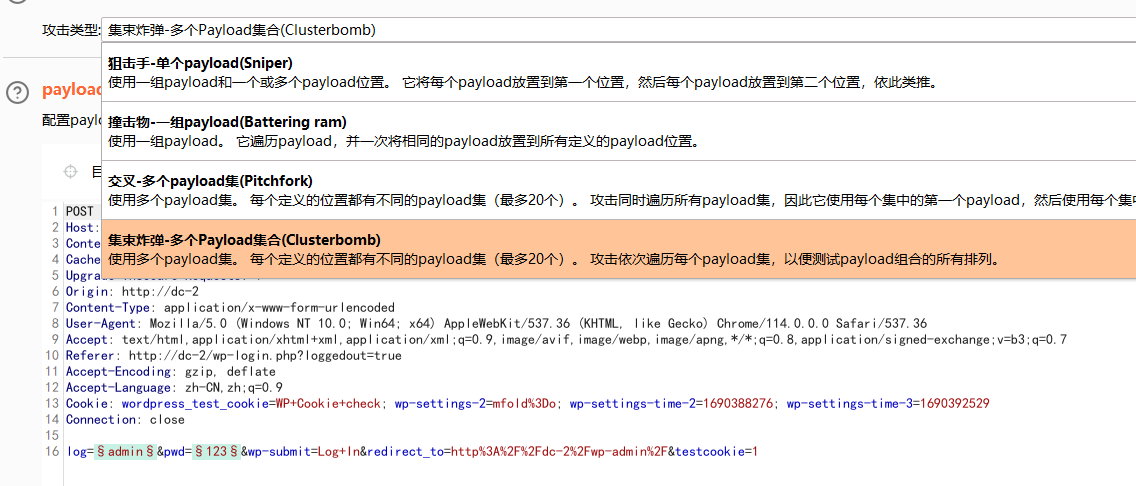 攻击类型: 集束炸弹-多个Payload集合(Clusterbomb)
狙击手-单个payload(Sniper)
使用一组payload和一个或多个payload位置。 它将每个payload放置到第一个位置，然后每个payload放置到第二个位置，依此类推。
payload
撞击物-一组payload(Battering ram)
配置paylo
使用一组payload。 它遍历payload，并一次将相同的payload放置到所有定义的payload位置。
交叉-多个payload集(Pitchfork)
使用多个payload集。 每个定义的位置都有不同的payload集（最多20个）。 攻击同时遍历所有payload集，因此它使用每个集中的第一个payload，然后使用每个集中
集束炸弹-多个Payload集合(Clusterbomb)
使用多个payload集。 每个定义的位置都有不同的payload集（最多20个）。 攻击依次遍历每个payload集，以便测试payload组合的所有排列。
1 POST
2 Host:
3 Conte
4 Cache
5
6 Origin: http://dc-2
7 Content-Type: application/x-www-form-urlencoded
8 User-Agent: Mozilla/5.0 (Windows NT 10.0; Win64; x64) AppleWebKit/537.36 (KHTML, like Gecko) Chrome/114.0.0.0 Safari/537.36
9 Accept: text/html,application/xhtml+xml,application/xml;q=0.9,image/avif,image/webp,image/apng,*/*;q=0.8,application/signed-exchange;v=b3;q=0.7
10 Referer: http://dc-2/wp-login.php?loggedout=true
11 Accept-Encoding: gzip, deflate
12 Accept-Language: zh-CN,zh;q=0.9
13 Cookie: wordpress_test_cookie=WP+Cookie+check; wp-settings-2=mfold%3Do; wp-settings-time-2=1690388276; wp-settings-time-3=1690392529
14 Connection: close
15
16 log=§admin§&pwd=§123§&wp-submit=Log+In&redirect_to=http%3A%2F%2Fdc-2%2Fwp-admin%2F&testcookie=1